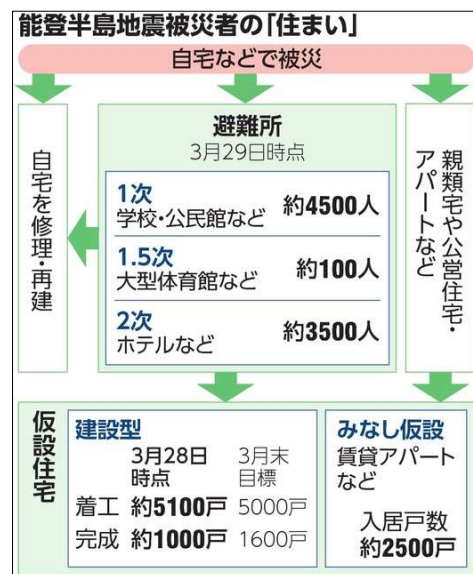 能登半島地震被災者の「住まい」
自宅などで被災
自宅を修理・再建
避難所
3月29日時点
1次
学校・公民館など 約4500人
1.5次
大型体育館など 約100人
2次
ホテルなど 約3500人
親類宅や公営住宅・
アパートなど
仮設住宅
建設型
3月28日 3月末
時点 目標
着工 約5100戸 5000戸
完成 約1000戸 1600戸
みなし仮設
賃貸アパート
など
入居戸数
約2500戸